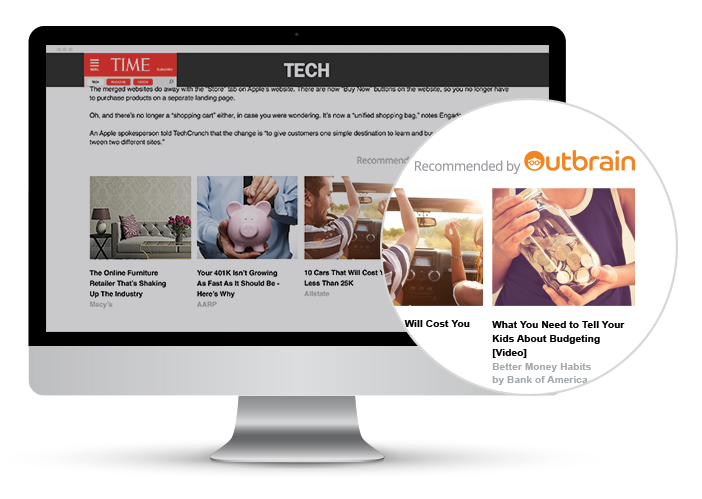 TIME
MENU
Subscribe
TECH
TECH
The merged websites do away with the "Store" tab on Apple's website. There are now "Buy Now" buttons on the website, so you no longer have
to purchase products on a separate landing page.
Oh, and there's no longer a "shopping cart" either, in case you were wondering. It's now a "unified shopping bag," notes Engad
An Apple spokesperson told TechCrunch that the change is "to give customers one simple destination to learn and bu
tween two different sites."
Recommend
Recommended by Outbrain
The Online Furniture
Retailer That's Shaking
Up The Industry
Macy's
Your 401K Isn't Growing
As Fast As It Should Be -
Here's Why
AARP
10 Cars That Will Cost Y
Less Than 25K
Allstate
Will Cost You
What You Need to Tell Your
Kids About Budgeting
[Video]
Better Money Habits
by Bank of America